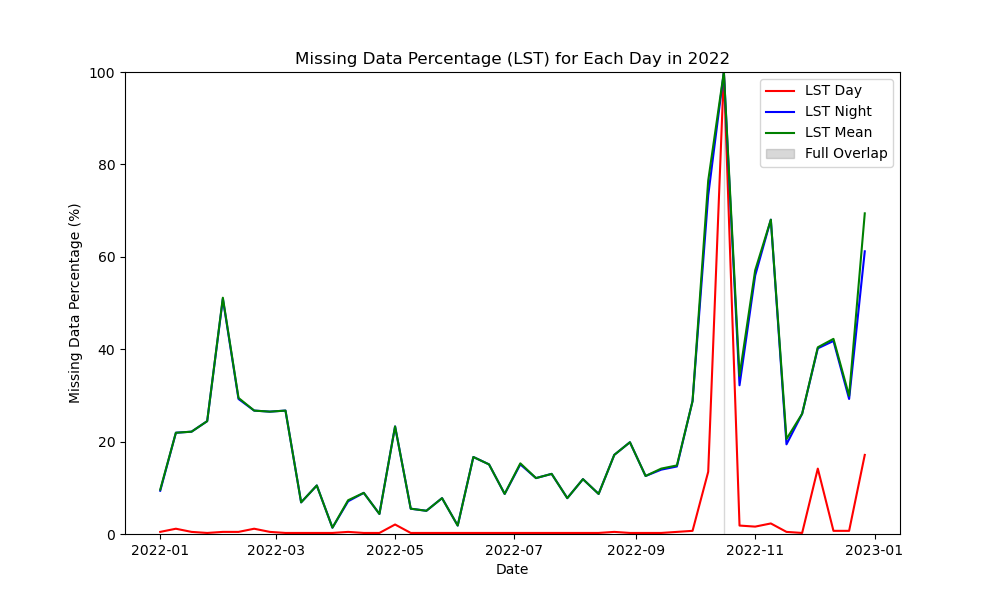 Missing Data Percentage (LST) for Each Day in 2022
Missing Data Percentage (%)
100
80
60
40
20
0
LST Day
LST Night
LST Mean
Full Overlap
2022-01
2022-03
2022-05
2022-07
2022-09
2022-11
2023-01
Date